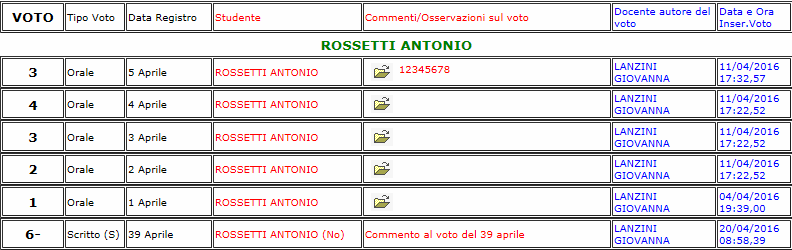 VOTO Tipo Voto Data Registro Studente Commenti/Osservazioni sul voto Docente autore del voto Data e Ora Inser.Voto
ROSSETTI ANTONIO
3 Orale 5 Aprile ROSSETTI ANTONIO 12345678 LANZINI GIOVANNA 11/04/2016 17:32,57
4 Orale 4 Aprile ROSSETTI ANTONIO LANZINI GIOVANNA 11/04/2016 17:22,52
3 Orale 3 Aprile ROSSETTI ANTONIO LANZINI GIOVANNA 11/04/2016 17:22,52
2 Orale 2 Aprile ROSSETTI ANTONIO LANZINI GIOVANNA 11/04/2016 17:22,52
1 Orale 1 Aprile ROSSETTI ANTONIO LANZINI GIOVANNA 04/04/2016 19:39,00
6- Scritto (S) 39 Aprile ROSSETTI ANTONIO (No) Commento al voto del 39 aprile LANZINI GIOVANNA 20/04/2016 08:58,39